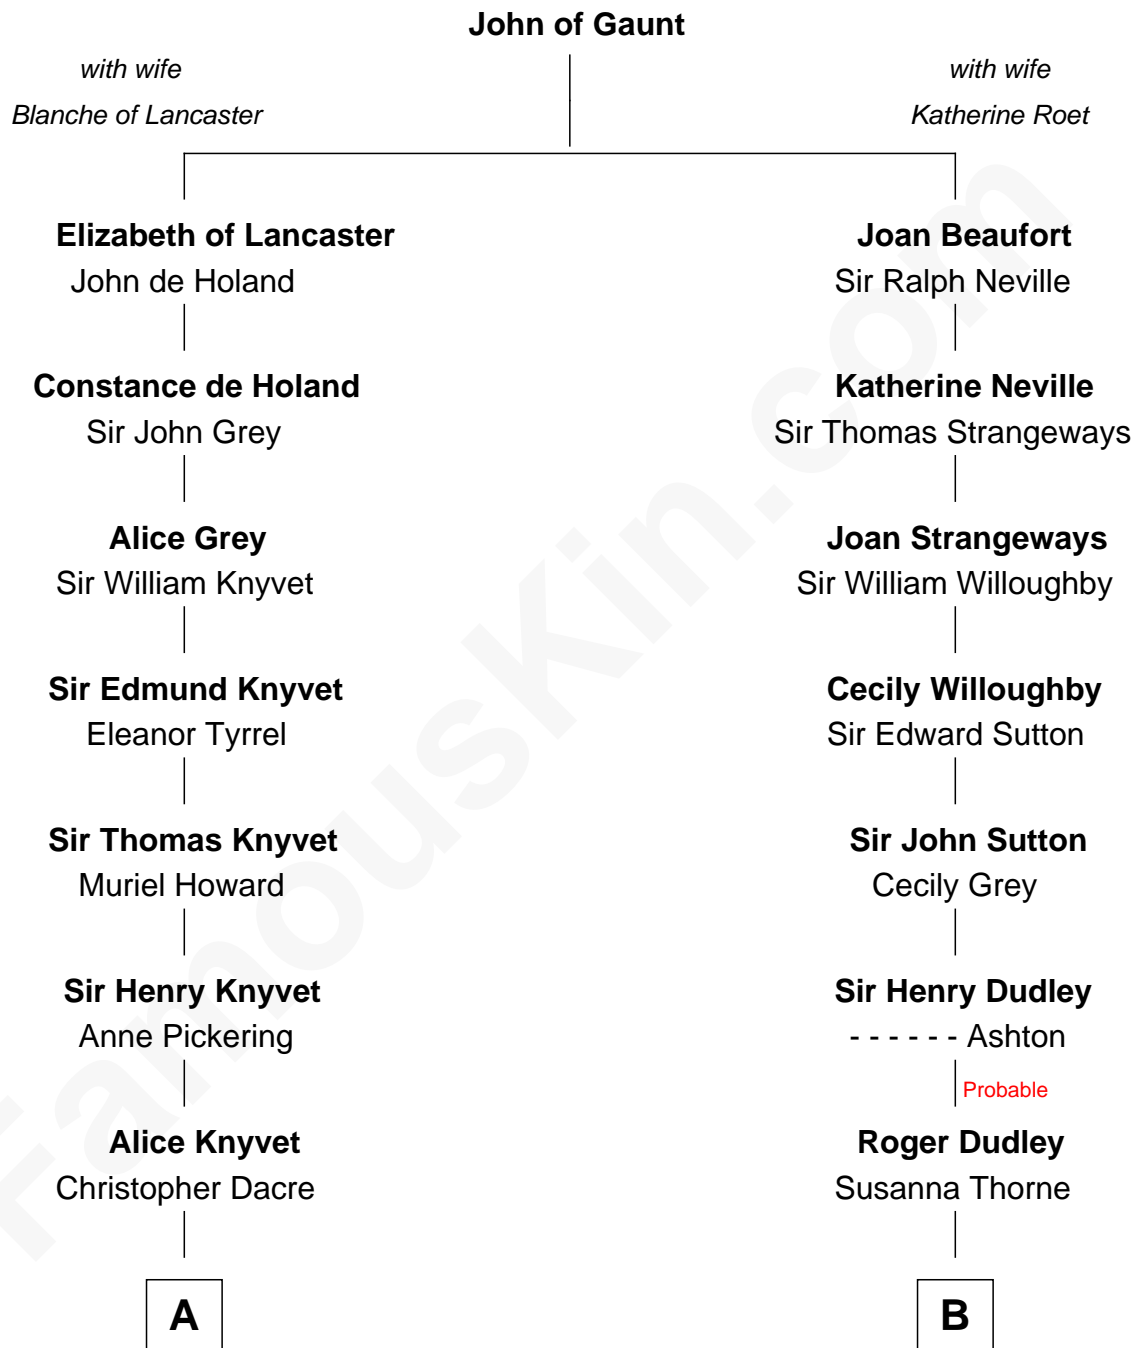 John of Gaunt
with wife
Blanche of Lancaster
with wife
Katherine Roet
Elizabeth of Lancaster
John de Holand
Joan Beaufort
Sir Ralph Neville
Constance de Holand
Sir John Grey
Katherine Neville
Sir Thomas Strangeways
Alice Grey
Sir William Knyvet
Joan Strangeways
Sir William Willoughby
Sir Edmund Knyvet
Eleanor Tyrrel
Cecily Willoughby
Sir Edward Sutton
Sir Thomas Knyvet
Muriel Howard
Sir John Sutton
Cecily Grey
Sir Henry Knyvet
Anne Pickering
Sir Henry Dudley
- - - - - - Ashton
Probable
Alice Knyvet
Christopher Dacre
Roger Dudley
Susanna Thorne
A
B
FamousKin.com